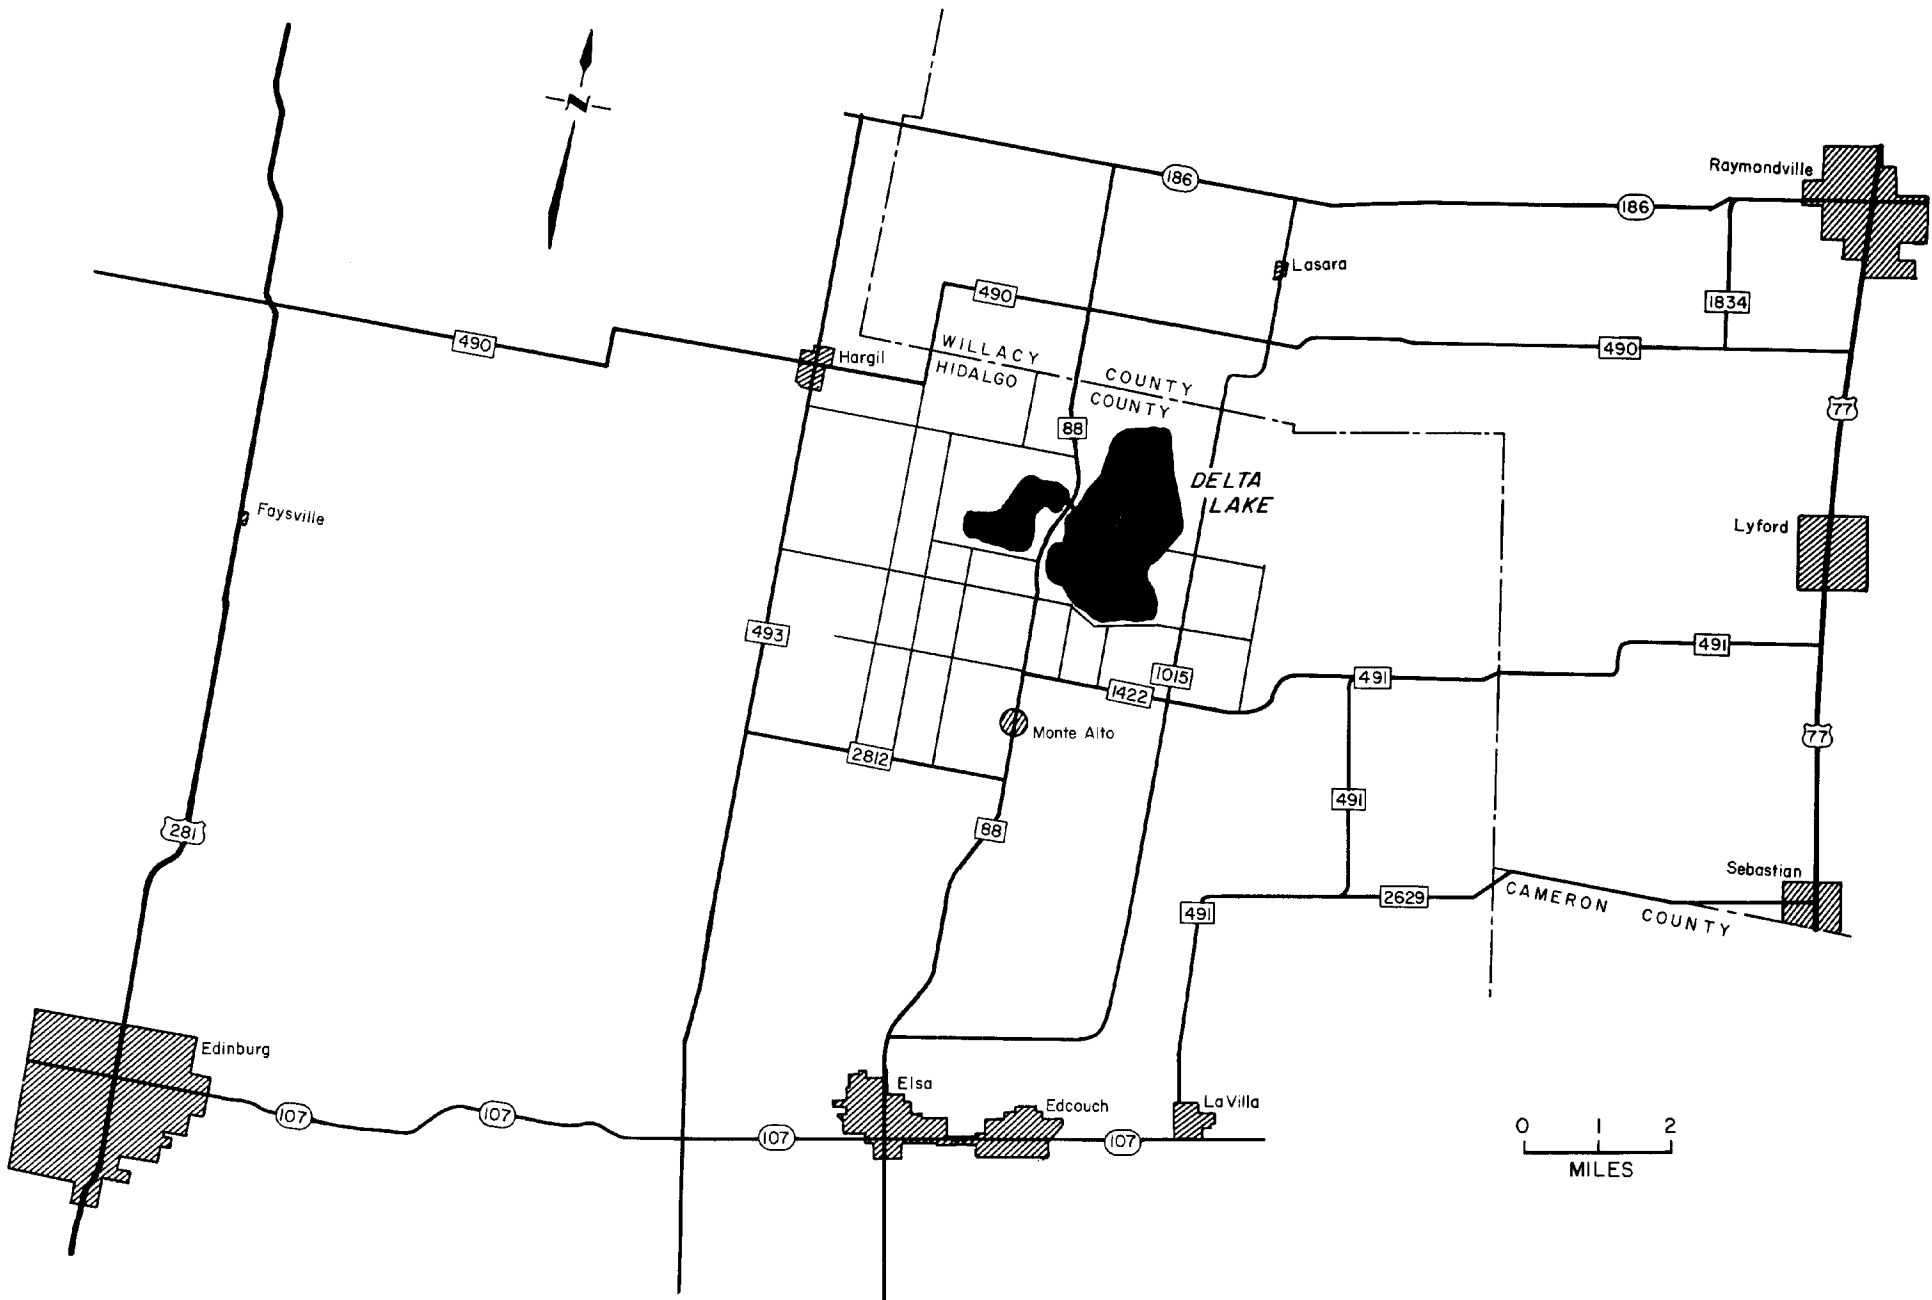 N
186
Raymondville
186
Lasara
490
1834
490
Hargil
WILLACY COUNTY
HIDALGO COUNTY
490
77
88
DELTA
LAKE
Faysville
Lyford
493
491
1015
491
1422
Monte Alto
77
2812
491
281
88
Sebastian
2629
491
CAMERON COUNTY
Edinburg
Elsa
Edcouch
La Villa
107
107
107
107
0 1 2
MILES